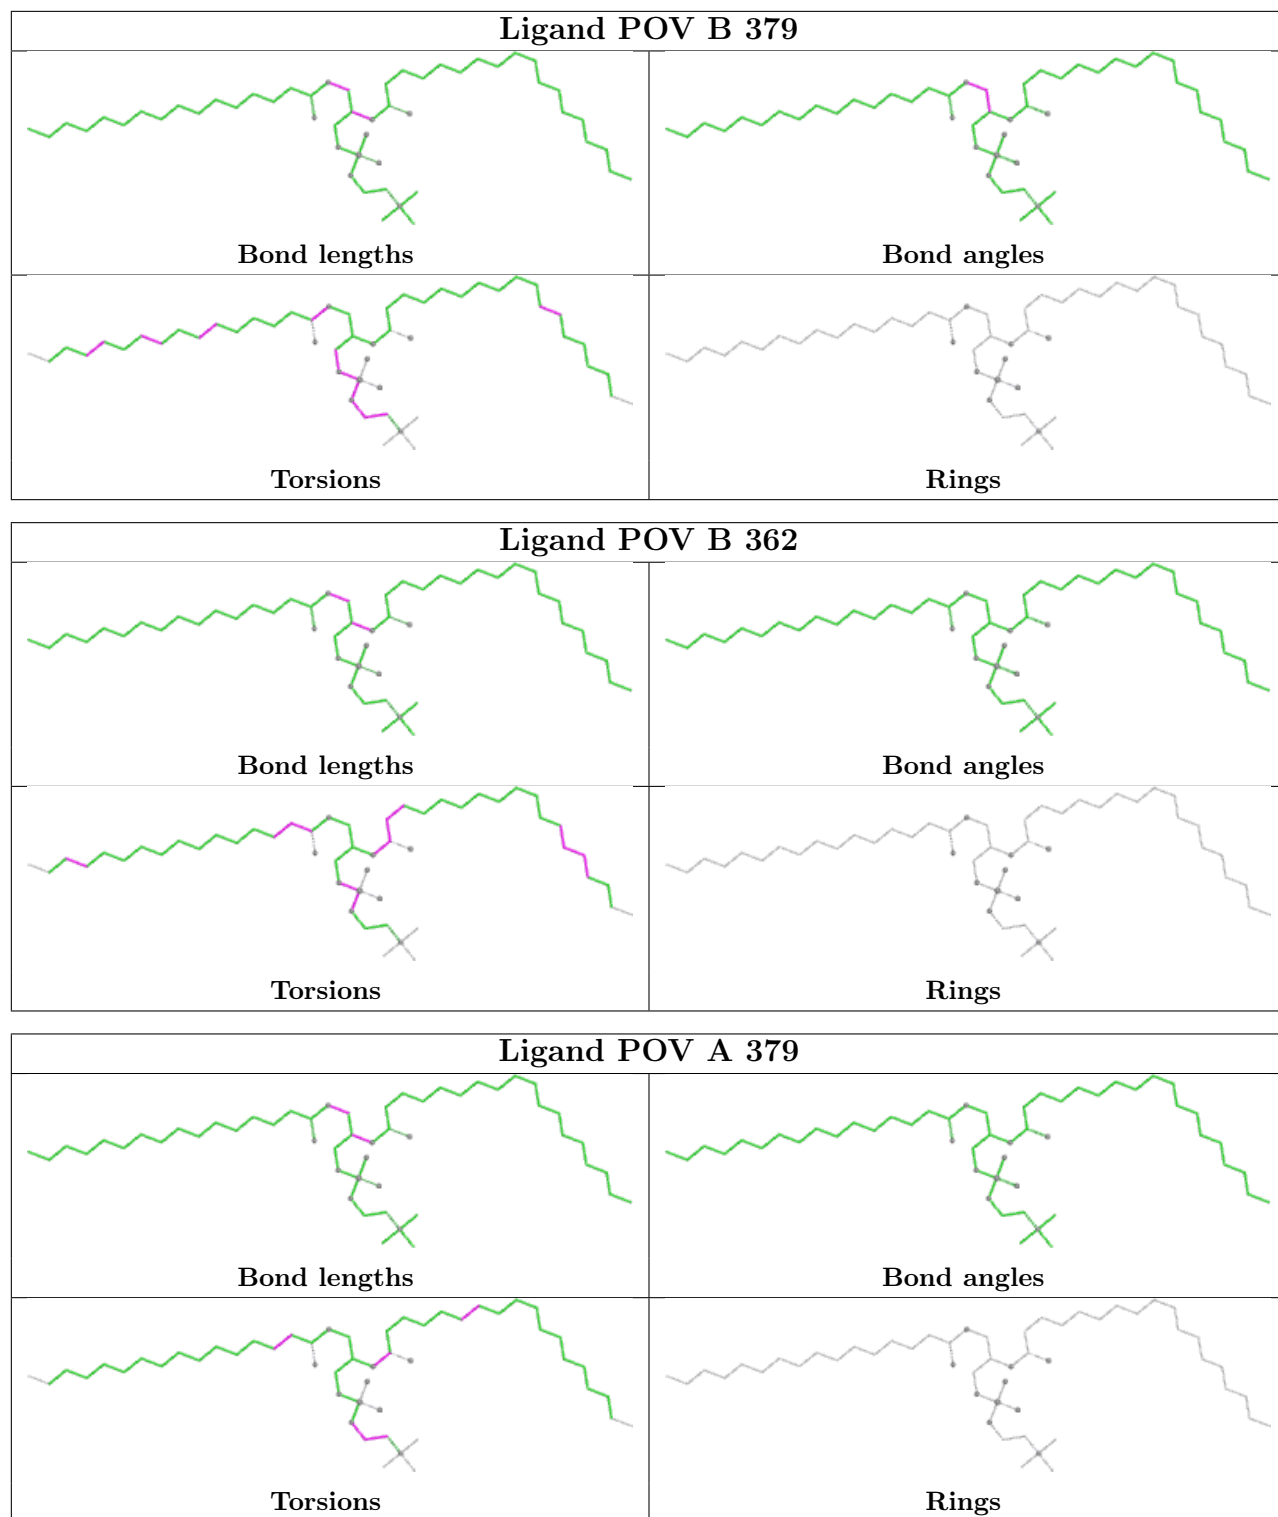 Ligand POV B 379
Bond lengths
Bond angles
Torsions
Rings
Ligand POV B 362
Bond lengths
Bond angles
Torsions
Rings
Ligand POV A 379
Bond lengths
Bond angles
Torsions
Rings